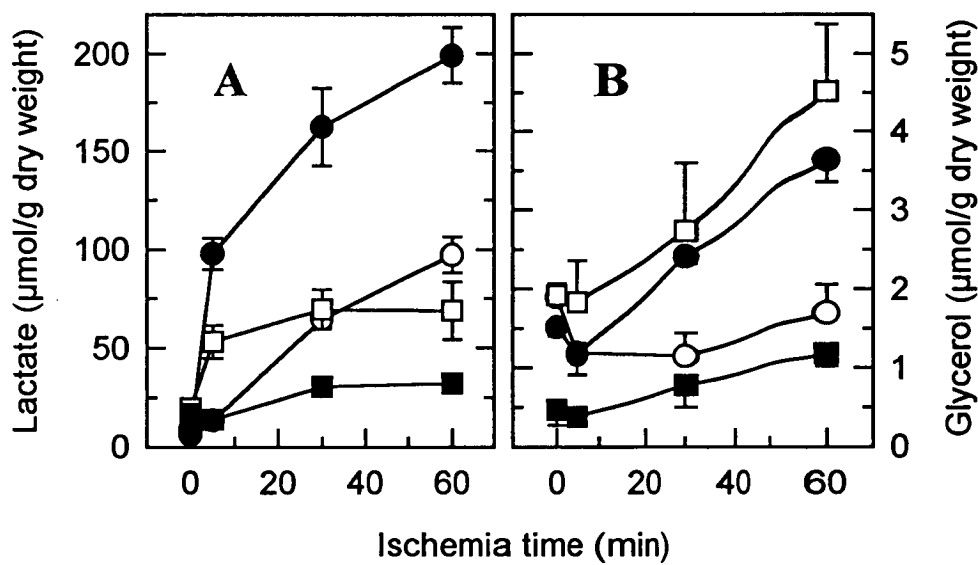 Lactate (µmol/g dry weight)
200
150
100
50
0
A
0 20 40 60
B
0 20 40 60
5
4
3
2
1
0
Glycerol (µmol/g dry weight)
Ischemia time (min)